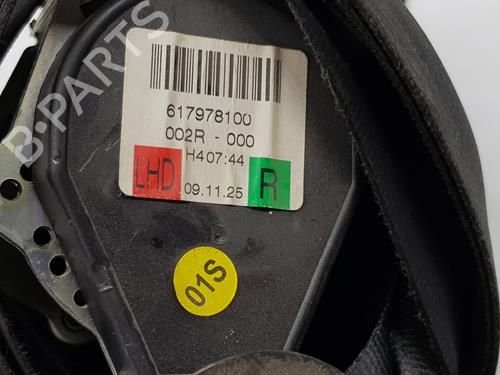 B-PARTS
617978100
002R - 000
H407:44
LHD
09.11.25
R
01S